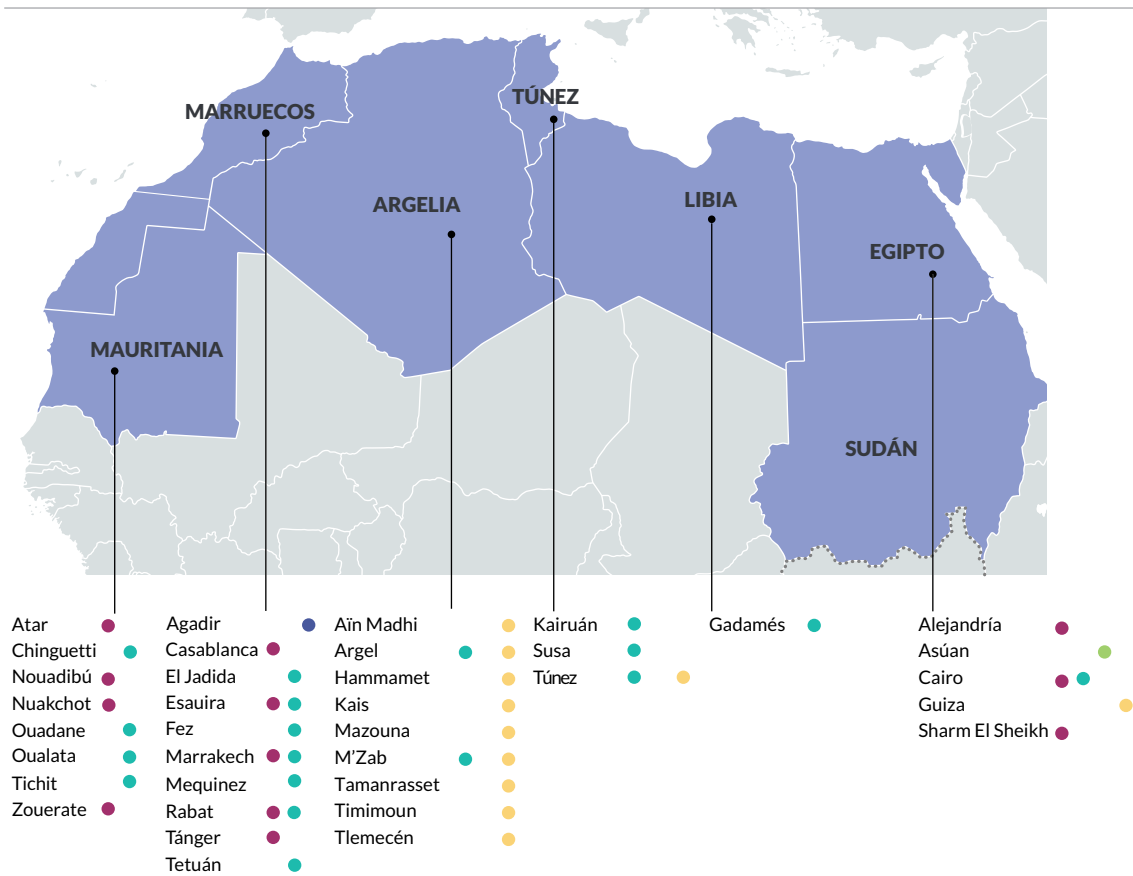 MARRUECOS
TÚNEZ
ARGELIA
LIBIA
EGIPTO
MAURITANIA
SUDÁN
Atar
Chinguetti
Nouadibú
Nuakchot
Ouadane
Oualata
Tichit
Zouerate
Agadir
Casablanca
El Jadida
Esauira
Fez
Marrakech
Mequinez
Rabat
Tánger
Tetuán
Aïn Madhi
Argel
Hammamet
Kais
Mazouna
M’Zab
Tamanrasset
Timimoun
Tlemecén
Kairuán
Susa
Túnez
Gadamés
Alejandría
Asúan
Cairo
Guiza
Sharm El Sheikh